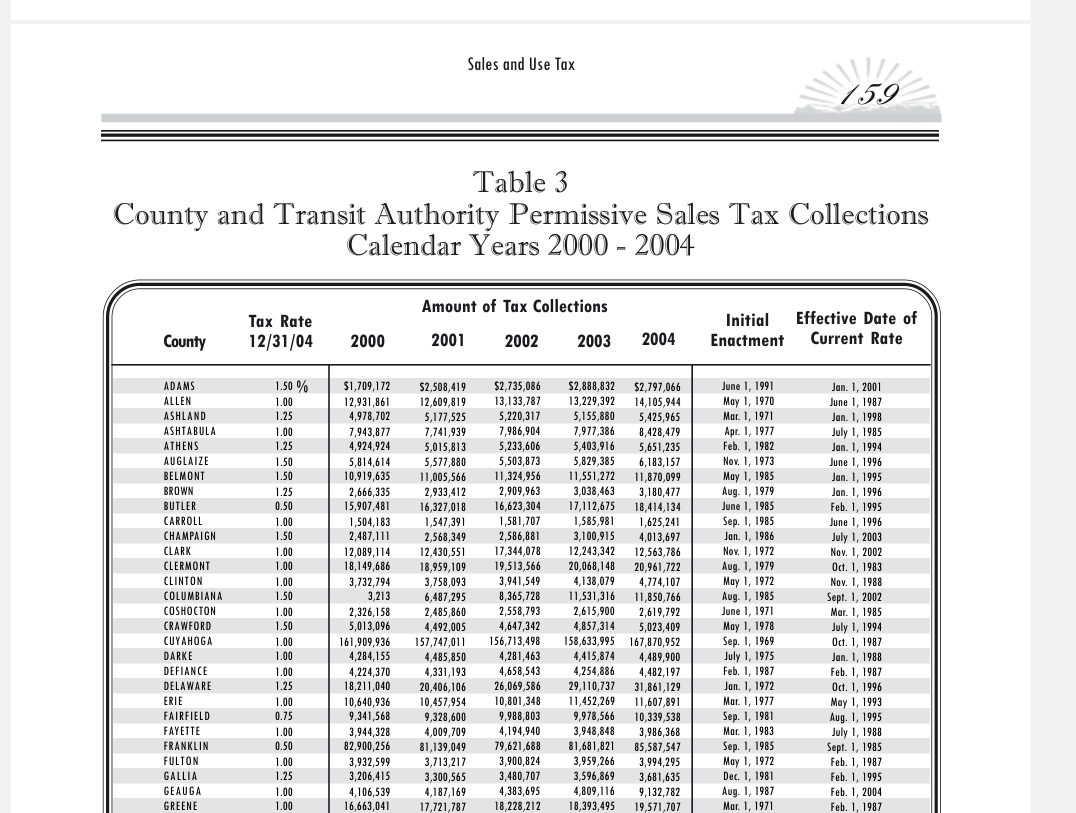 Sales and Use Tax
159
Table 3
County and Transit Authority Permissive Sales Tax Collections
Calendar Years 2000 - 2004
Amount of Tax Collections
County Tax Rate 12/31/04 2000 2001 2002 2003 2004 Initial Enactment Effective Date of Current Rate
ADAMS 1.50 % $1,709,172 $2,508,419 $2,735,086 $2,888,832 $2,797,066 June 1, 1991 Jan. 1, 2001
ALLEN 1.00 12,931,861 12,609,819 13,133,787 13,229,392 14,105,944 May 1, 1970 June 1, 1987
ASHLAND 1.25 4,978,702 5,177,525 5,220,317 5,155,880 5,425,965 Mar. 1, 1971 Jan. 1, 1998
ASHTABULA 1.00 7,943,877 7,741,939 7,986,904 7,977,386 8,428,479 Apr. 1, 1977 July 1, 1985
ATHENS 1.25 4,924,924 5,015,813 5,233,606 5,403,916 5,651,235 Feb. 1, 1982 Jan. 1, 1994
AUGLAIZE 1.50 5,814,614 5,577,880 5,503,873 5,829,385 6,183,157 Nov. 1, 1973 June 1, 1996
BELMONT 1.50 10,919,635 11,005,566 11,324,956 11,551,272 11,870,099 May 1, 1985 Jan. 1, 1995
BROWN 1.25 2,666,335 2,933,412 2,909,963 3,038,463 3,180,477 Aug. 1, 1979 Jan. 1, 1996
BUTLER 0.50 15,907,481 16,327,018 16,623,304 17,112,675 18,414,134 June 1, 1985 Feb. 1, 1995
CARROLL 1.00 1,504,183 1,547,391 1,581,707 1,585,981 1,625,241 Sep. 1, 1985 June 1, 1996
CHAMPAIGN 1.50 2,487,111 2,568,349 2,586,881 3,100,915 4,013,697 Jan. 1, 1986 July 1, 2003
CLARK 1.00 12,089,114 12,430,551 17,344,078 12,243,342 12,563,786 Nov. 1, 1972 Nov. 1, 2002
CLERMONT 1.00 18,149,686 18,959,109 19,513,566 20,068,148 20,961,722 Aug. 1, 1979 Oct. 1, 1983
CLINTON 1.00 3,732,794 3,758,093 3,941,549 4,138,079 4,774,107 May 1, 1972 Nov. 1, 1988
COLUMBIANA 1.50 3,213 6,487,295 8,365,728 11,531,316 11,850,766 Aug. 1, 1985 Sept. 1, 2002
COSHOCTON 1.00 2,326,158 2,485,860 2,558,793 2,615,900 2,619,792 June 1, 1971 Mar. 1, 1985
CRAWFORD 1.50 5,013,096 4,492,005 4,647,342 4,857,314 5,023,409 May 1, 1978 July 1, 1994
CUYAHOGA 1.00 161,909,936 157,747,011 156,713,498 158,633,995 167,870,952 Sep. 1, 1969 Oct. 1, 1987
DARKE 1.00 4,284,155 4,485,850 4,281,463 4,415,874 4,489,900 July 1, 1975 Jan. 1, 1988
DEFIANCE 1.00 4,224,370 4,331,193 4,658,543 4,254,886 4,482,197 Feb. 1, 1987 Feb. 1, 1987
DELAWARE 1.25 18,211,040 20,406,106 26,069,586 29,110,737 31,861,129 Jan. 1, 1972 Oct. 1, 1996
ERIE 1.00 10,640,936 10,457,954 10,801,348 11,452,269 11,607,891 Mar. 1, 1977 May 1, 1993
FAIRFIELD 0.75 9,341,568 9,328,600 9,988,803 9,978,566 10,339,538 Sep. 1, 1981 Aug. 1, 1995
FAYETTE 1.00 3,944,328 4,009,709 4,194,940 3,948,848 3,986,368 Mar. 1, 1983 July 1, 1988
FRANKLIN 0.50 82,900,256 81,139,049 79,621,688 81,681,821 85,587,547 Sep. 1, 1985 Sept. 1, 1985
FULTON 1.00 3,932,599 3,713,217 3,900,824 3,959,266 3,994,295 May 1, 1972 Feb. 1, 1987
GALLIA 1.25 3,206,415 3,300,565 3,480,707 3,596,869 3,681,635 Dec. 1, 1981 Feb. 1, 1995
GEAUGA 1.00 4,106,539 4,187,169 4,383,695 4,809,116 9,132,782 Aug. 1, 1987 Feb. 1, 2004
GREENE 1.00 16,663,041 17,721,787 18,228,212 18,393,495 19,571,707 Mar. 1, 1971 Feb. 1, 1987